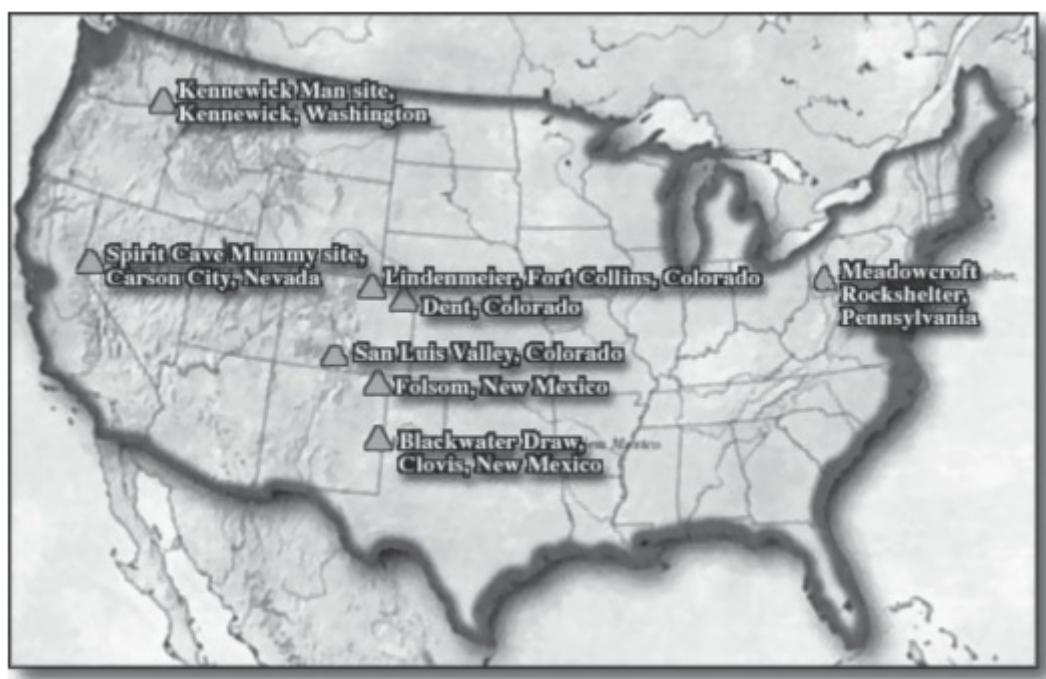 Kennewick Man site,
Kennewick, Washington
Spirit Cave Mummy site,
Carson City, Nevada
Lindenmeier, Fort Collins, Colorado
Dent, Colorado
Meadowcroft
Rockshelter,
Pennsylvania
San Luis Valley, Colorado
Folsom, New Mexico
Blackwater Draw,
Clovis, New Mexico
Mexico